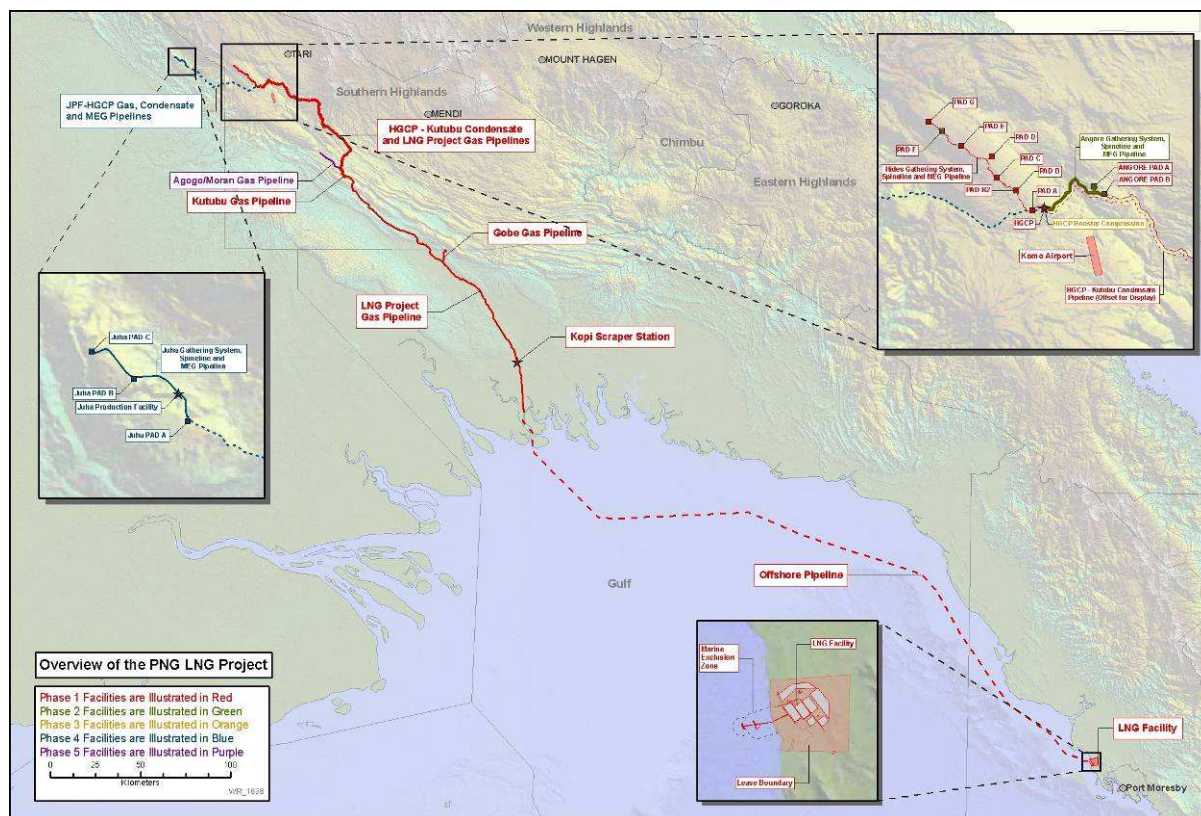 Western Highlands
TARI
MOUNT HAGEN
GOROKA
Southern Highlands
MENDI
Chimbu
Eastern Highlands
JPF-HGCP Gas, Condensate
and MEG Pipelines
HGCP - Kutubu Condensate
and LNG Project Gas Pipelines
Agogo/Moran Gas Pipeline
Kutubu Gas Pipeline
Gobe Gas Pipeline
LNG Project
Gas Pipeline
Kopi Scraper Station
PAD G
PAD E
PAD D
PAD F
PAD C
PAD B
Hides Gathering System,
Spineline and
MEG Pipeline
PAD B2
PAD A
HGCP
HGCP Booster Compression
Angore Gathering System,
Spineline and
MEG Pipeline
ANGORE PAD A
ANGORE PAD B
Komo Airport
HGCP - Kutubu Condensate
Pipeline (Offset for Display)
Juha PAD C
Juha Gathering System,
Spineline and
MEG Pipeline
Juha PAD B
Juha Production Facility
Juha PAD A
Gulf
Offshore Pipeline
Marine
Exclusion
Zone
LNG Facility
Lease Boundary
LNG Facility
Port Moresby
Overview of the PNG LNG Project
Phase 1 Facilities are Illustrated in Red
Phase 2 Facilities are Illustrated in Green
Phase 3 Facilities are Illustrated in Orange
Phase 4 Facilities are Illustrated in Blue
Phase 5 Facilities are Illustrated in Purple
0 25 50 100
Kilometers